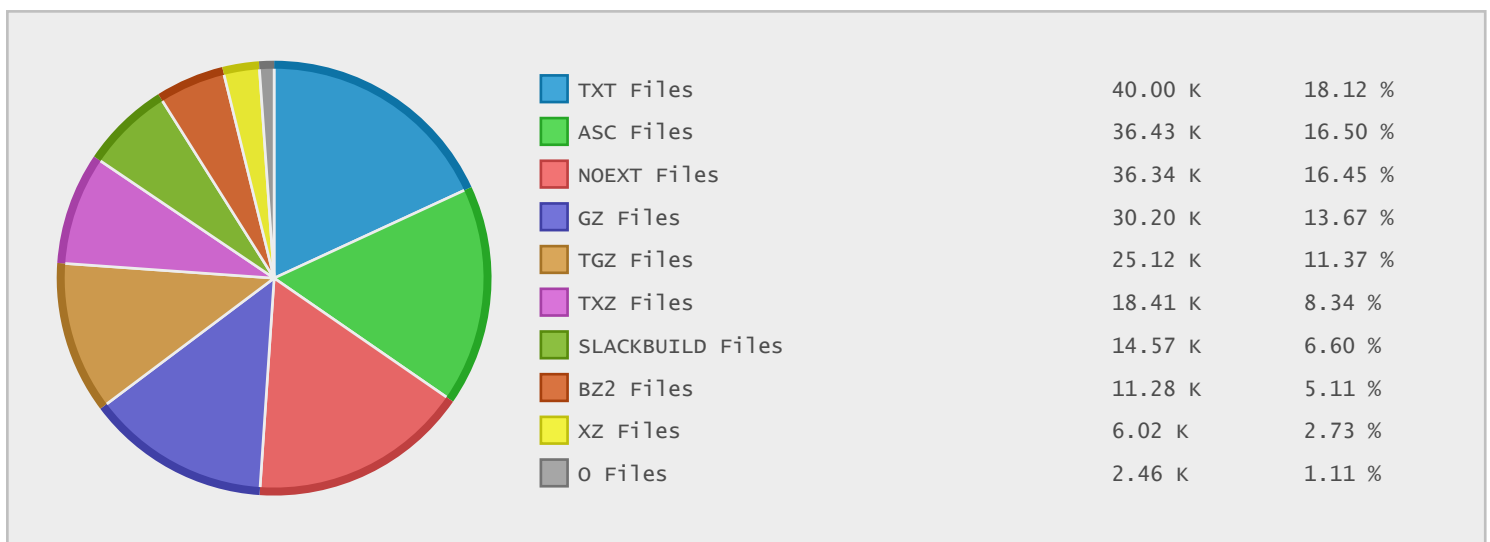 TXT Files 40.00 K 18.12 %
ASC Files 36.43 K 16.50 %
NOEXT Files 36.34 K 16.45 %
GZ Files 30.20 K 13.67 %
TGZ Files 25.12 K 11.37 %
TXZ Files 18.41 K 8.34 %
SLACKBUILD Files 14.57 K 6.60 %
BZ2 Files 11.28 K 5.11 %
XZ Files 6.02 K 2.73 %
O Files 2.46 K 1.11 %